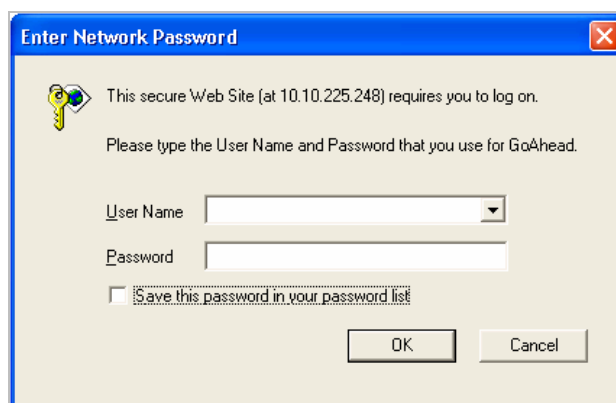 Enter Network Password
This secure Web Site (at 10.10.225.248) requires you to log on.
Please type the User Name and Password that you use for GoAhead.
User Name
Password
Save this password in your password list
OK Cancel